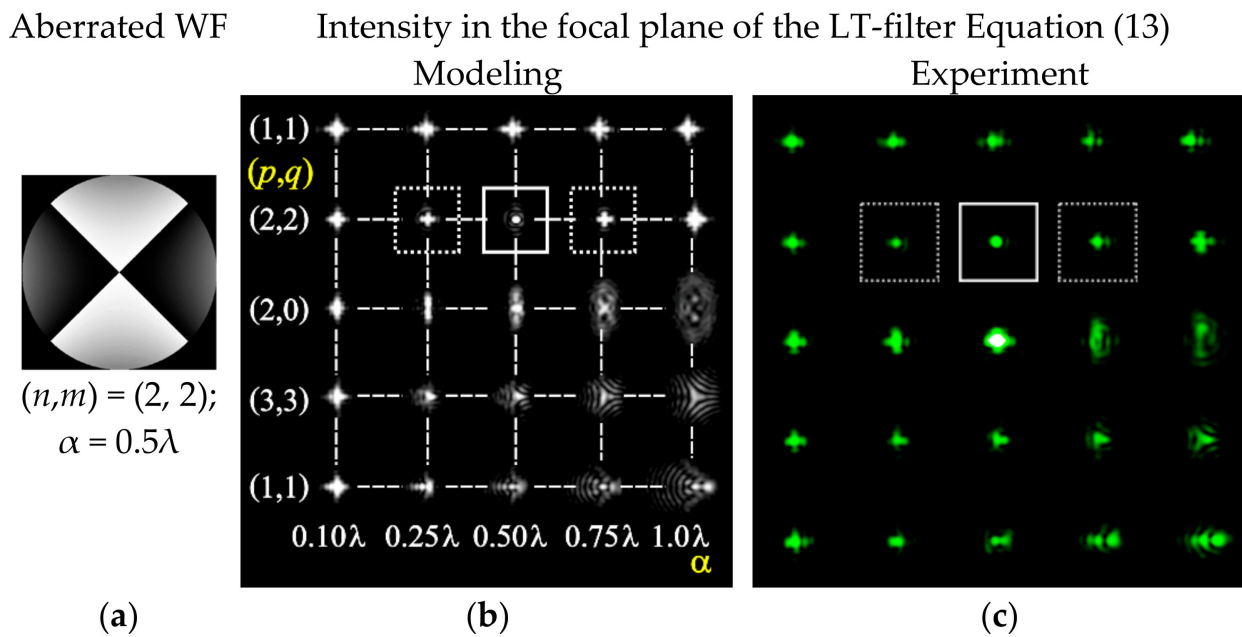 Aberrated WF
Intensity in the focal plane of the LT-filter Equation (13)
Modeling
Experiment
(1,1)
(p,q)
(2,2)
(2,0)
(3,3)
(1,1)
0.10λ 0.25λ 0.50λ 0.75λ 1.0λ
α
(n,m) = (2, 2);
α = 0.5λ
(a)
(b)
(c)